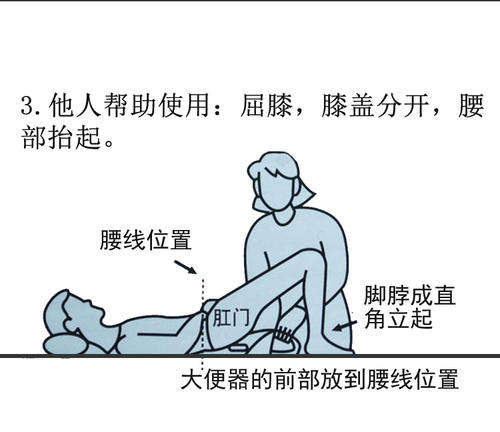 3.他人帮助使用：屈膝，膝盖分开，腰
部抬起。
腰线位置
肛门
脚脖成直
角立起
大便器的前部放到腰线位置